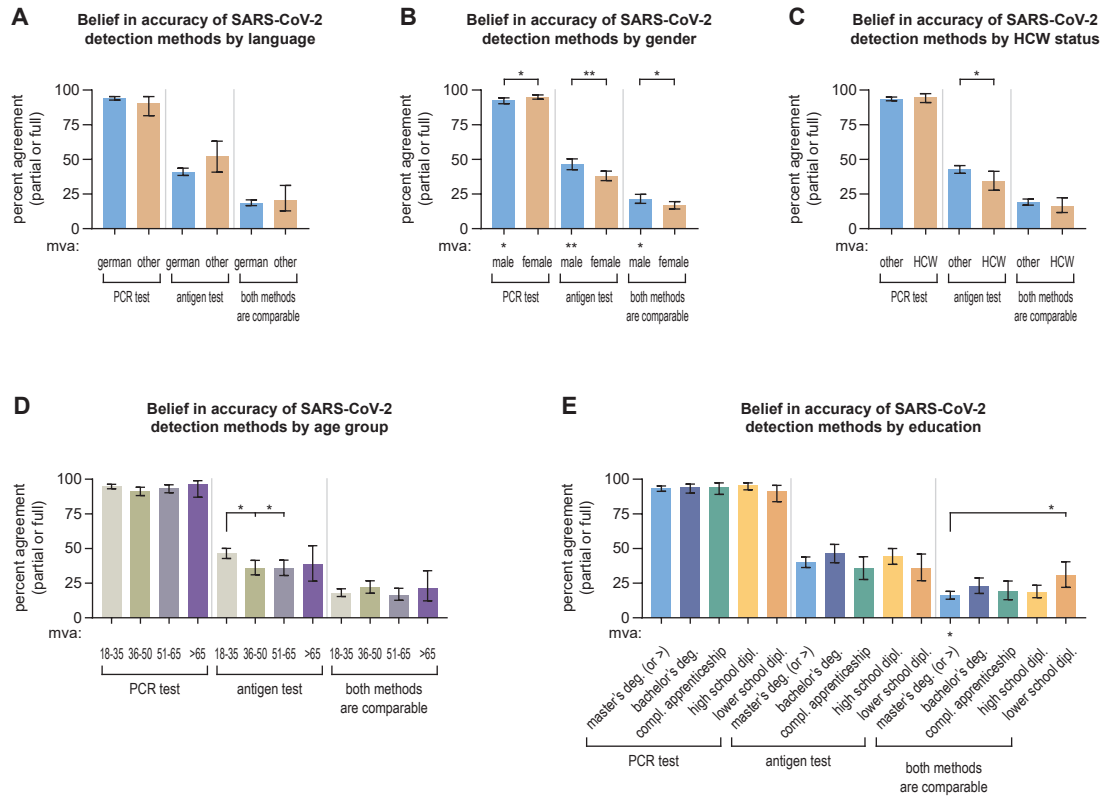 A
Belief in accuracy of SARS-CoV-2
detection methods by language
percent agreement
(partial or full)
100
75
50
25
0
mva:
german other german other german other
PCR test
antigen test
both methods
are comparable
B
Belief in accuracy of SARS-CoV-2
detection methods by gender
percent agreement
(partial or full)
100
75
50
25
0
* ** *
mva: * ** *
male female male female male female
PCR test
antigen test
both methods
are comparable
C
Belief in accuracy of SARS-CoV-2
detection methods by HCW status
percent agreement
(partial or full)
100
75
50
25
0
*
mva:
other HCW other HCW other HCW
PCR test
antigen test
both methods
are comparable
D
Belief in accuracy of SARS-CoV-2
detection methods by age group
percent agreement
(partial or full)
100
75
50
25
0
* *
mva:
18-35 36-50 51-65 >65 18-35 36-50 51-65 >65 18-35 36-50 51-65 >65
PCR test
antigen test
both methods
are comparable
E
Belief in accuracy of SARS-CoV-2
detection methods by education
percent agreement
(partial or full)
100
75
50
25
0
*
mva: *
master's deg. (or >)
bachelor's deg.
compl. apprenticeship
high school dipl.
lower school dipl.
master's deg. (or >)
bachelor's deg.
compl. apprenticeship
high school dipl.
lower school dipl.
master's deg. (or >)
bachelor's deg.
compl. apprenticeship
high school dipl.
lower school dipl.
PCR test
antigen test
both methods
are comparable